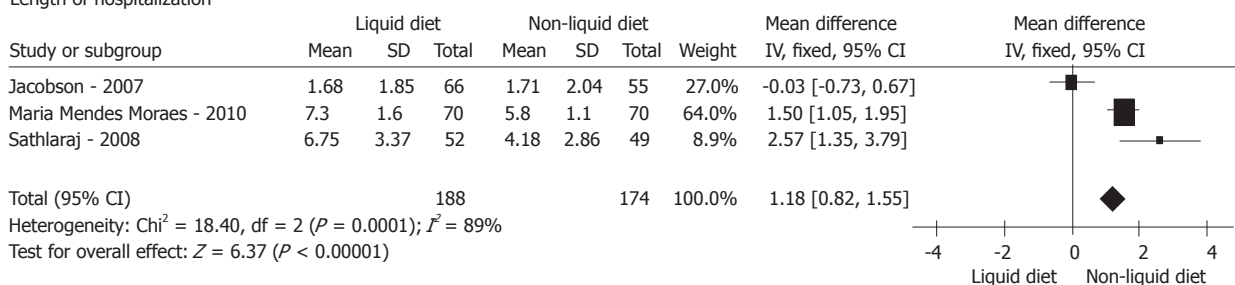 Length of hospitalization
Liquid diet Non-liquid diet Mean difference Mean difference
Study or subgroup Mean SD Total Mean SD Total Weight IV, fixed, 95% CI IV, fixed, 95% CI
Jacobson - 2007 1.68 1.85 66 1.71 2.04 55 27.0% -0.03 [-0.73, 0.67]
Maria Mendes Moraes - 2010 7.3 1.6 70 5.8 1.1 70 64.0% 1.50 [1.05, 1.95]
Sathlaraj - 2008 6.75 3.37 52 4.18 2.86 49 8.9% 2.57 [1.35, 3.79]
Total (95% CI) 188 174 100.0% 1.18 [0.82, 1.55]
Heterogeneity: Chi² = 18.40, df = 2 (P = 0.0001); I² = 89%
Test for overall effect: Z = 6.37 (P < 0.00001)
-4 -2 0 2 4
Liquid diet Non-liquid diet